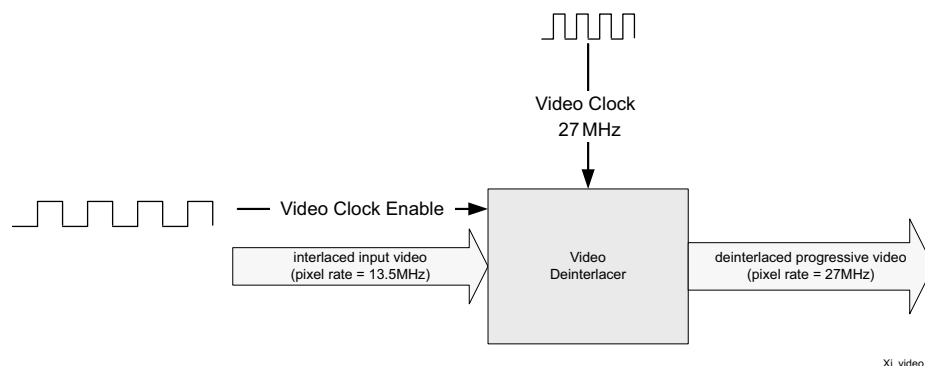 Video Clock
27 MHz
Video Clock Enable
interlaced input video
(pixel rate = 13.5MHz)
Video
Deinterlacer
deinterlaced progressive video
(pixel rate = 27MHz)
Xi_video